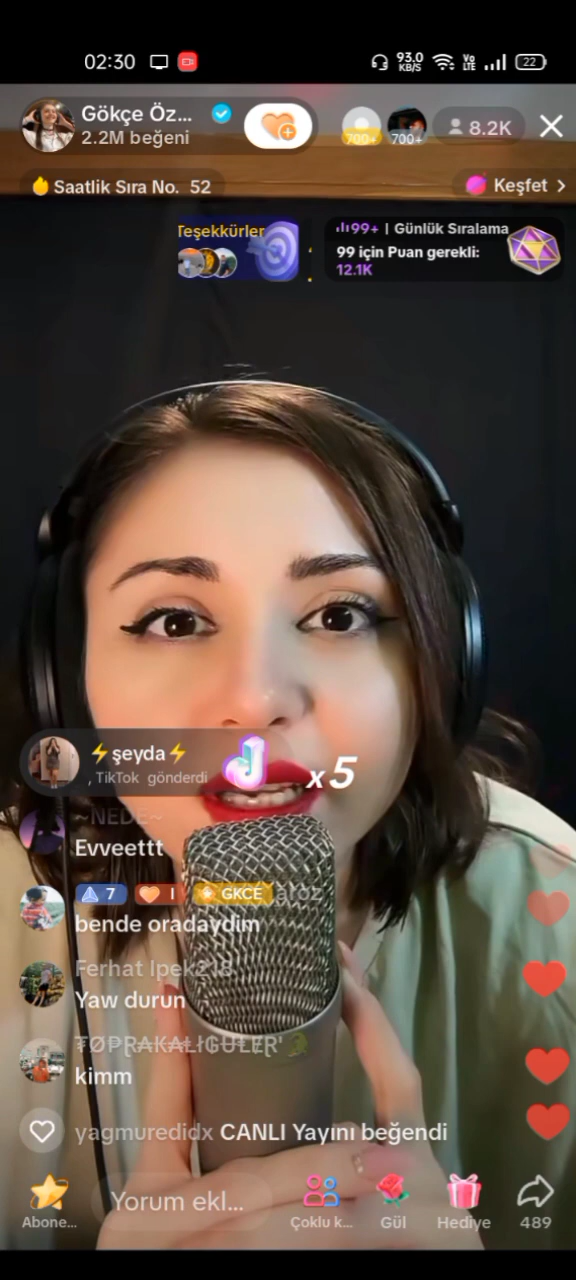 02:30
93.0
KB/S
Vo
LTE
22
Gökçe Öz...
2.2M beğeni
700+
700+
8.2K
Saatlik Sıra No. 52
Keşfet
Teşekkürler
99+ | Günlük Sıralama
99 için Puan gerekli:
12.1K
şeyda
, TikTok gönderdi
x5
~NEDE~
Evveettt
7
I
GKCE
bende oradaydim
Ferhat Ipek218
Yaw durun
kimm
yagmuredidx CANLI Yayını beğendi
Abone...
Yorum ekl...
Çoklu k...
Gül
Hediye
489